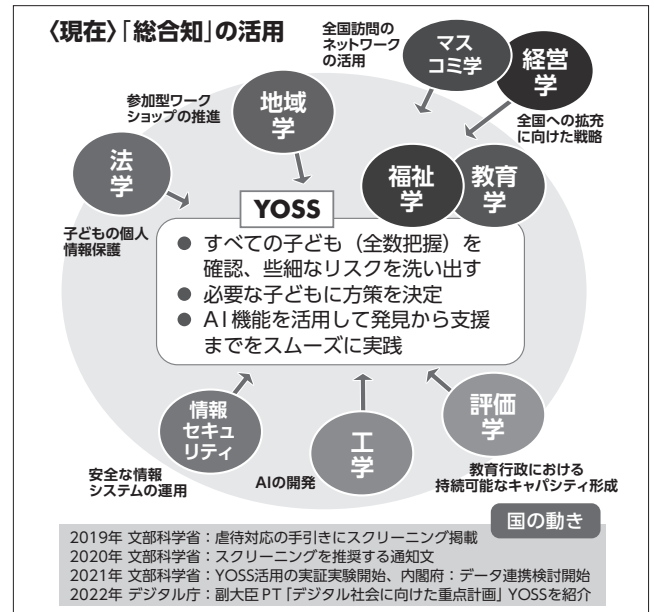 〈現在〉「総合知」の活用
全国訪問の
ネットワーク
の活用
マス
コミ学
経営
学
全国への拡充
に向けた戦略
参加型ワーク
ショップの推進
地域
学
法
学
子どもの個人
情報保護
福祉
学
教育
学
YOSS
● すべての子ども（全数把握）を
確認、些細なリスクを洗い出す
● 必要な子どもに方策を決定
● AI機能を活用して発見から支援
までをスムーズに実践
情報
セキュ
リティ
安全な情報
システムの運用
工
学
AIの開発
評価
学
教育行政における
持続可能なキャパシティ形成
国の動き
2019年 文部科学省：虐待対応の手引きにスクリーニング掲載
2020年 文部科学省：スクリーニングを推奨する通知文
2021年 文部科学省：YOSS活用の実証実験開始、内閣府：データ連携検討開始
2022年 デジタル庁：副大臣PT「デジタル社会に向けた重点計画」YOSSを紹介